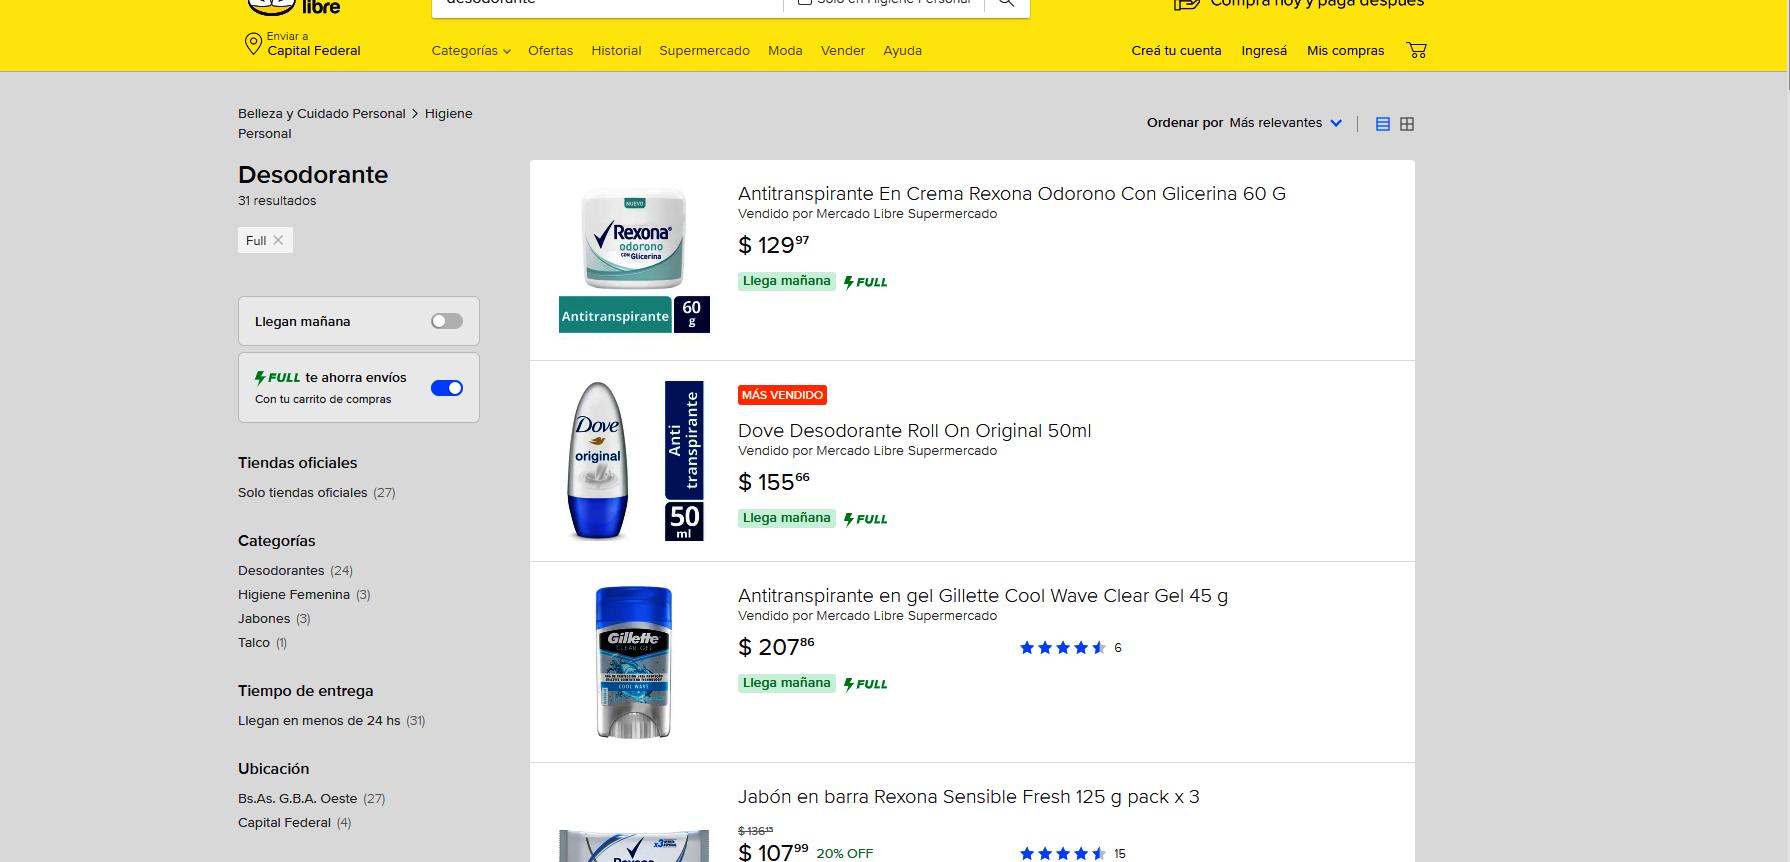 libre
desodorante
Solo en Higiene Personal
Compra hoy y paga después
Enviar a
Capital Federal
Categorías
Ofertas
Historial
Supermercado
Moda
Vender
Ayuda
Creá tu cuenta
Ingresá
Mis compras
Belleza y Cuidado Personal > Higiene
Personal
Ordenar por Más relevantes
Desodorante
31 resultados
Full
Llegan mañana
FULL te ahorra envíos
Con tu carrito de compras
Tiendas oficiales
Solo tiendas oficiales (27)
Categorías
Desodorantes (24)
Higiene Femenina (3)
Jabones (3)
Talco (1)
Tiempo de entrega
Llegan en menos de 24 hs (31)
Ubicación
Bs.As. G.B.A. Oeste (27)
Capital Federal (4)
NUEVO
Rexona
odorono
CON Glicerina
Antitranspirante
60
g
Antitranspirante En Crema Rexona Odorono Con Glicerina 60 G
Vendido por Mercado Libre Supermercado
$ 129 97
Llega mañana FULL
Dove
original
Anti
transpirante
50
ml
MÁS VENDIDO
Dove Desodorante Roll On Original 50ml
Vendido por Mercado Libre Supermercado
$ 155 66
Llega mañana FULL
Gillette
CLEAR GEL
COOL WAVE
Antitranspirante en gel Gillette Cool Wave Clear Gel 45 g
Vendido por Mercado Libre Supermercado
$ 207 86
6
Llega mañana FULL
x3
Rexona
Jabón en barra Rexona Sensible Fresh 125 g pack x 3
$ 107 99 20% OFF
15